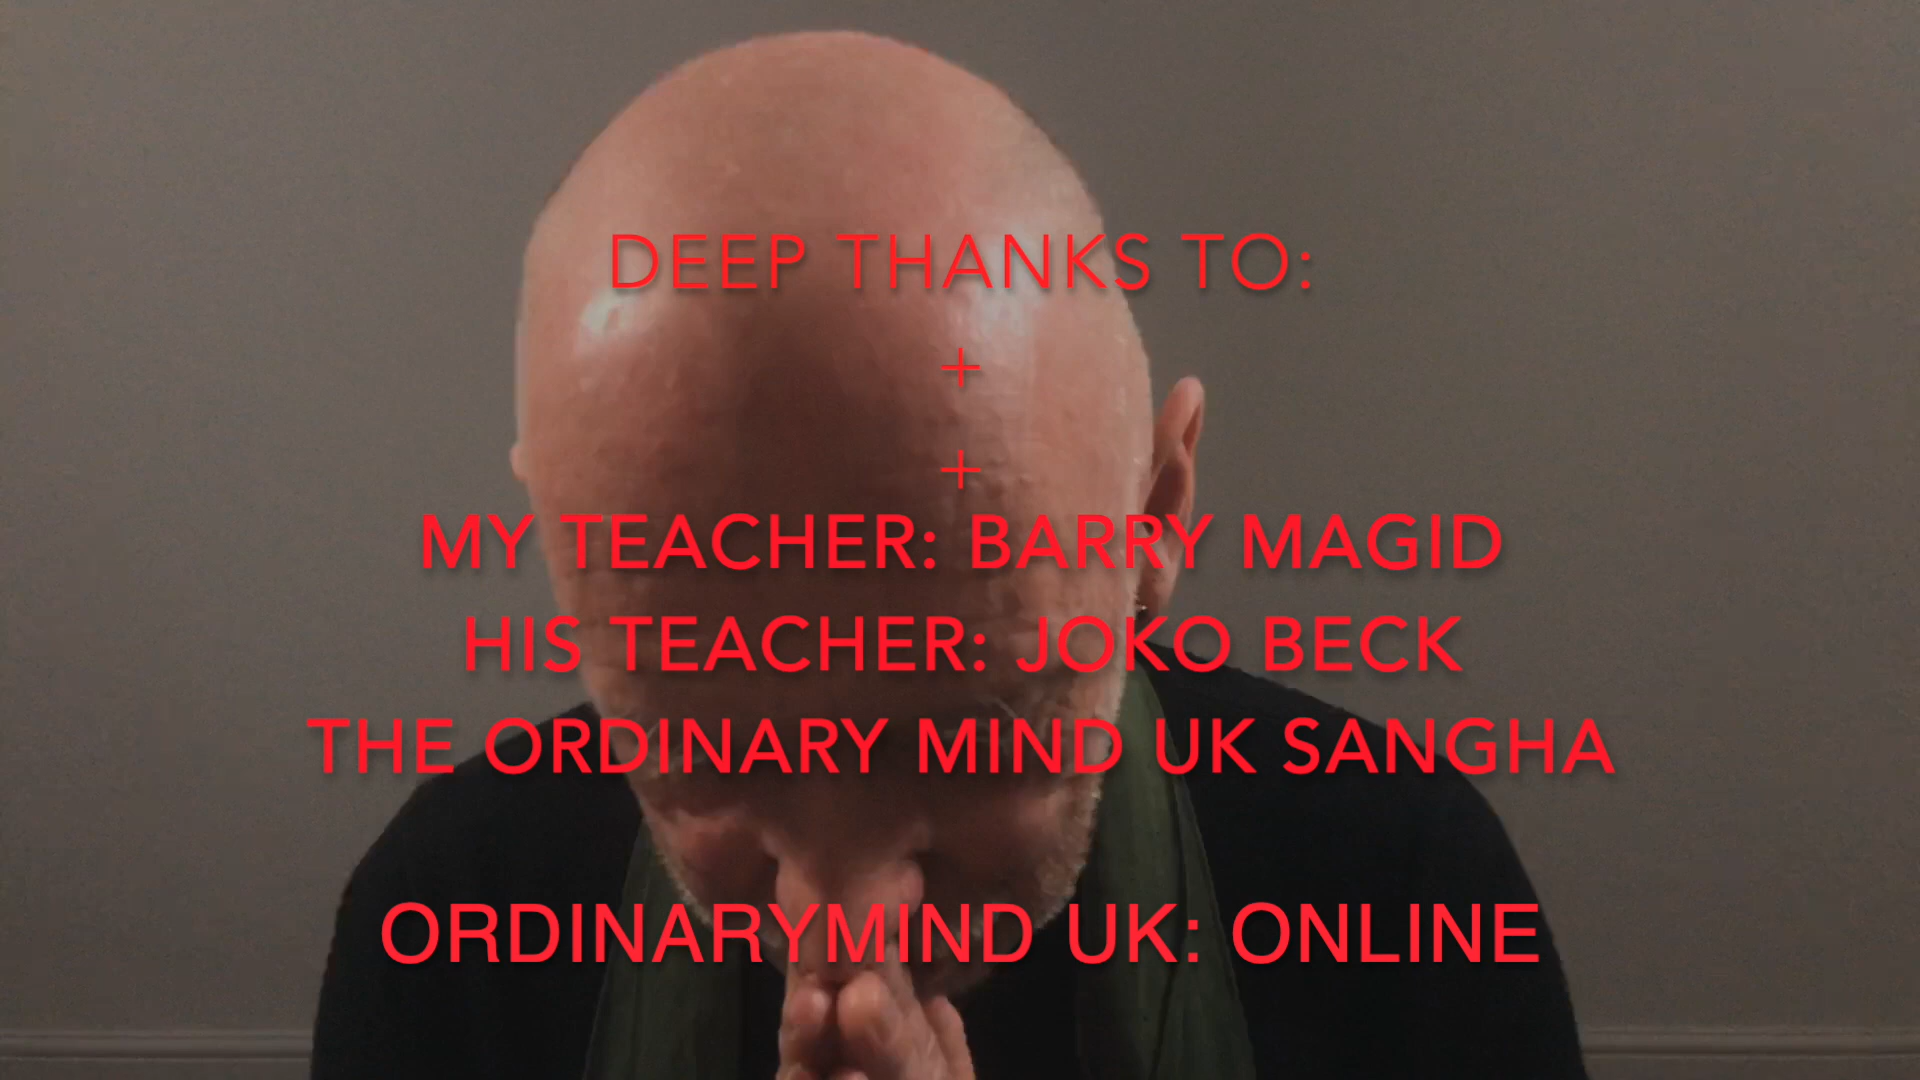 DEEP THANKS TO:
+
+
MY TEACHER: BARRY MAGID
HIS TEACHER: JOKO BECK
THE ORDINARY MIND UK SANGHA
ORDINARYMIND UK: ONLINE